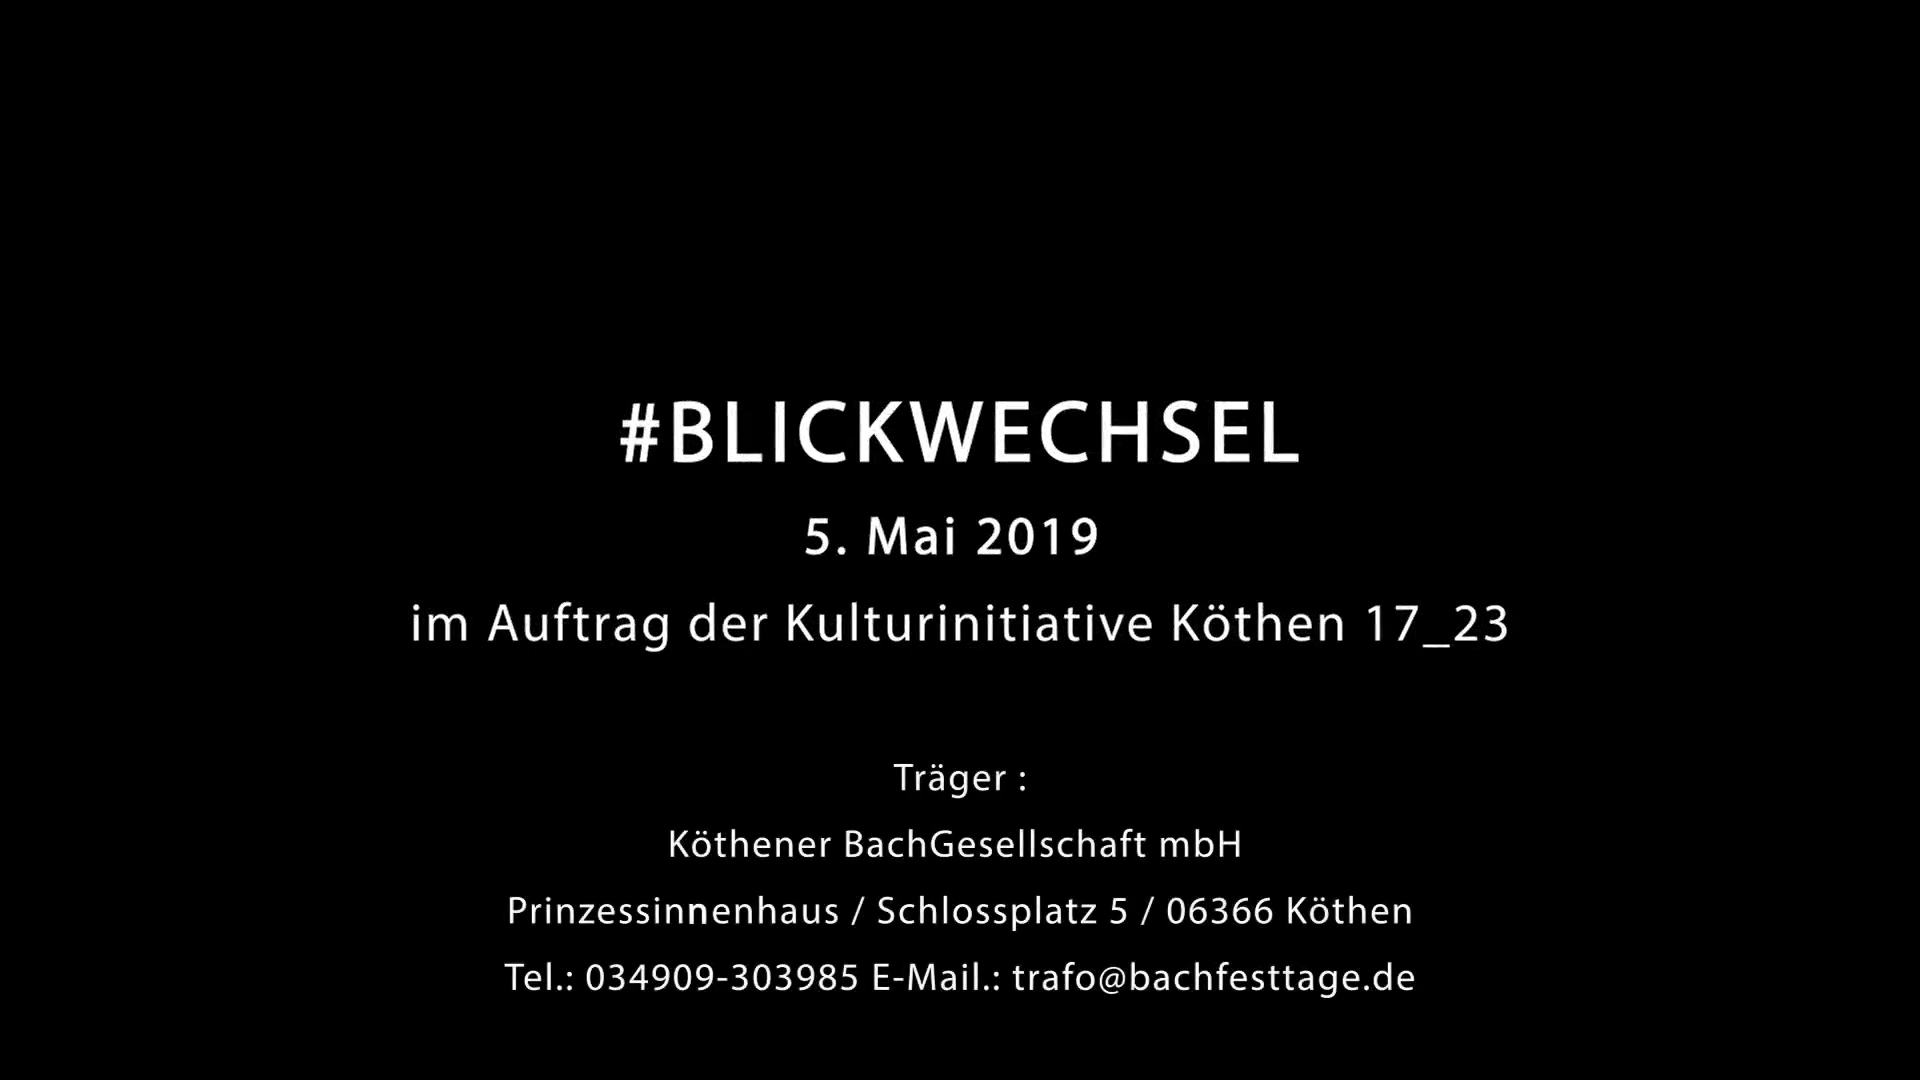 #BLICKWECHSEL
5. Mai 2019
im Auftrag der Kulturinitiative Köthen 17_23
Träger :
Köthener BachGesellschaft mbH
Prinzessinnenhaus / Schlossplatz 5 / 06366 Köthen
Tel.: 034909-303985 E-Mail.: trafo@bachfesttage.de